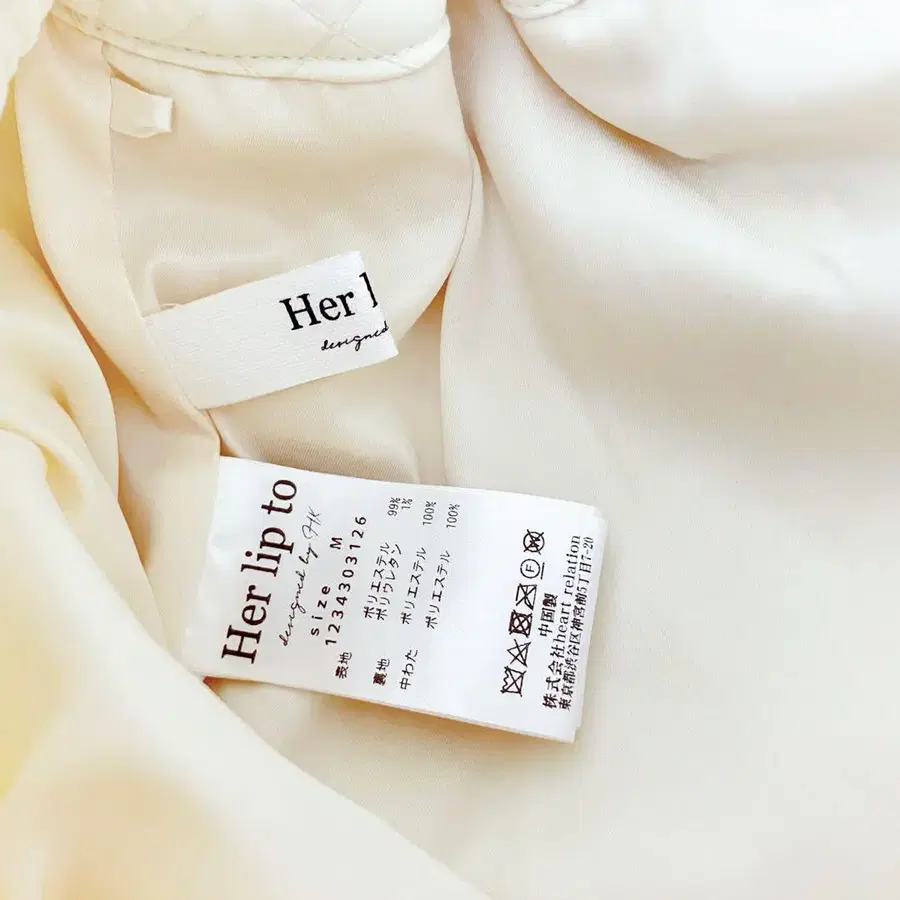 Her l
designed
Her lip to
designed by HK
size M
1234303126
表地 ポリエステル 99%
ポリウレタン 1%
裏地 ポリエステル 100%
中わた ポリエステル 100%
中国製
株式会社heart relation
東京都渋谷区神宮前5丁目7-20